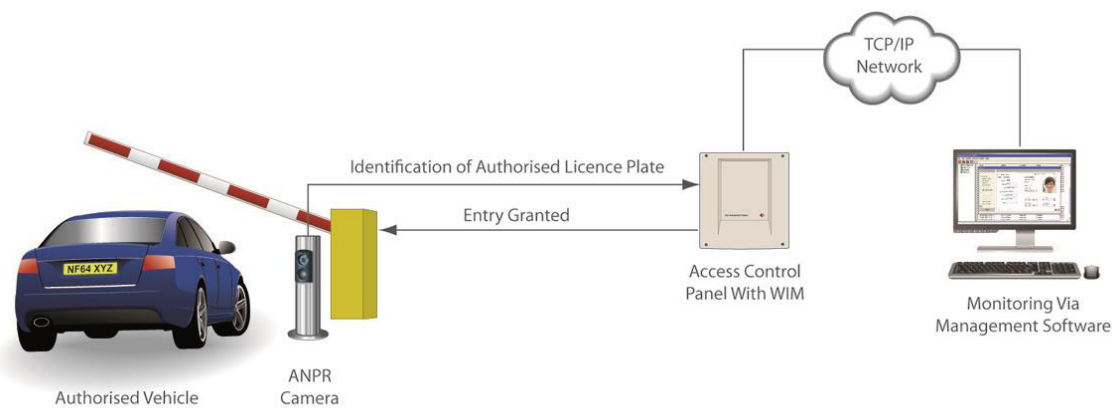 TCP/IP
Network
Identification of Authorised Licence Plate
Entry Granted
NF64 XYZ
Access Control
Panel With WIM
Monitoring Via
Management Software
ANPR
Camera
Authorised Vehicle